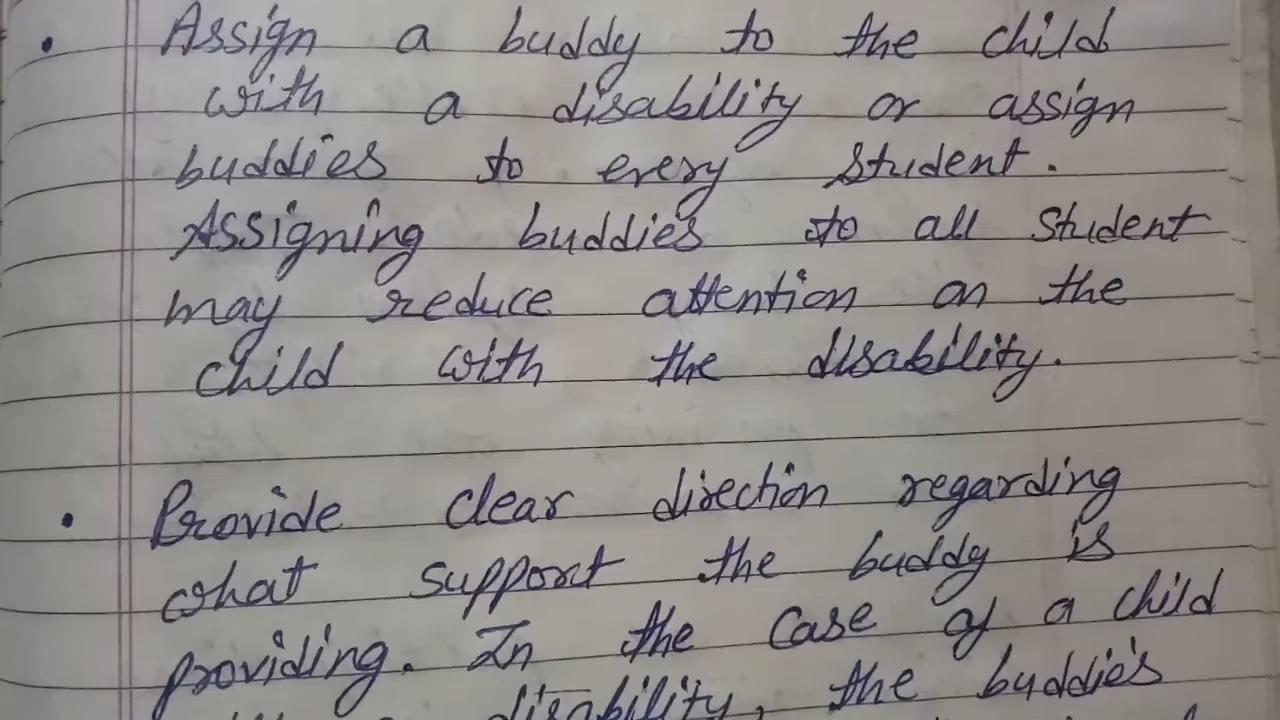 • Assign a buddy to the child
with a disability or assign
buddies to every student.
Assigning buddies to all student
may reduce attention on the
child with the disability.
• Provide clear direction regarding
what support the buddy is
providing. In the case of a child
disability, the buddies